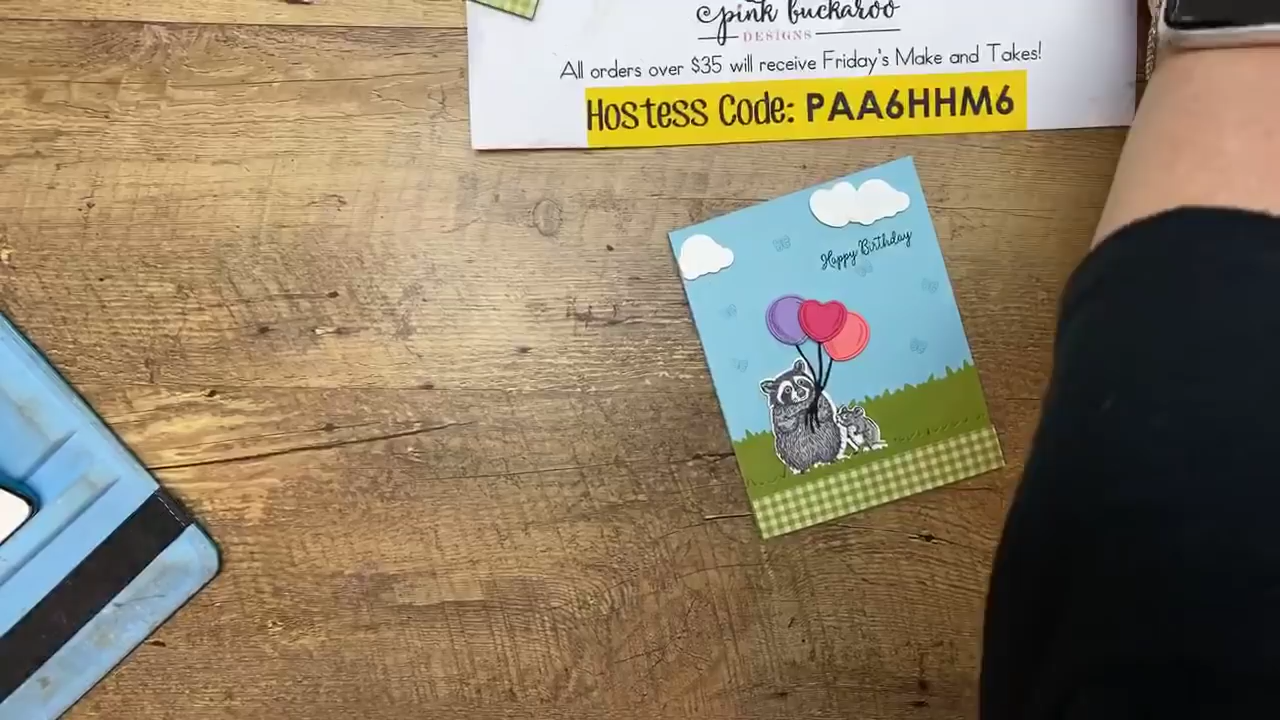 pink buckaroo
DESIGNS
All orders over $35 will receive Friday's Make and Takes!
Hostess Code: PAA6HHM6
Happy Birthday